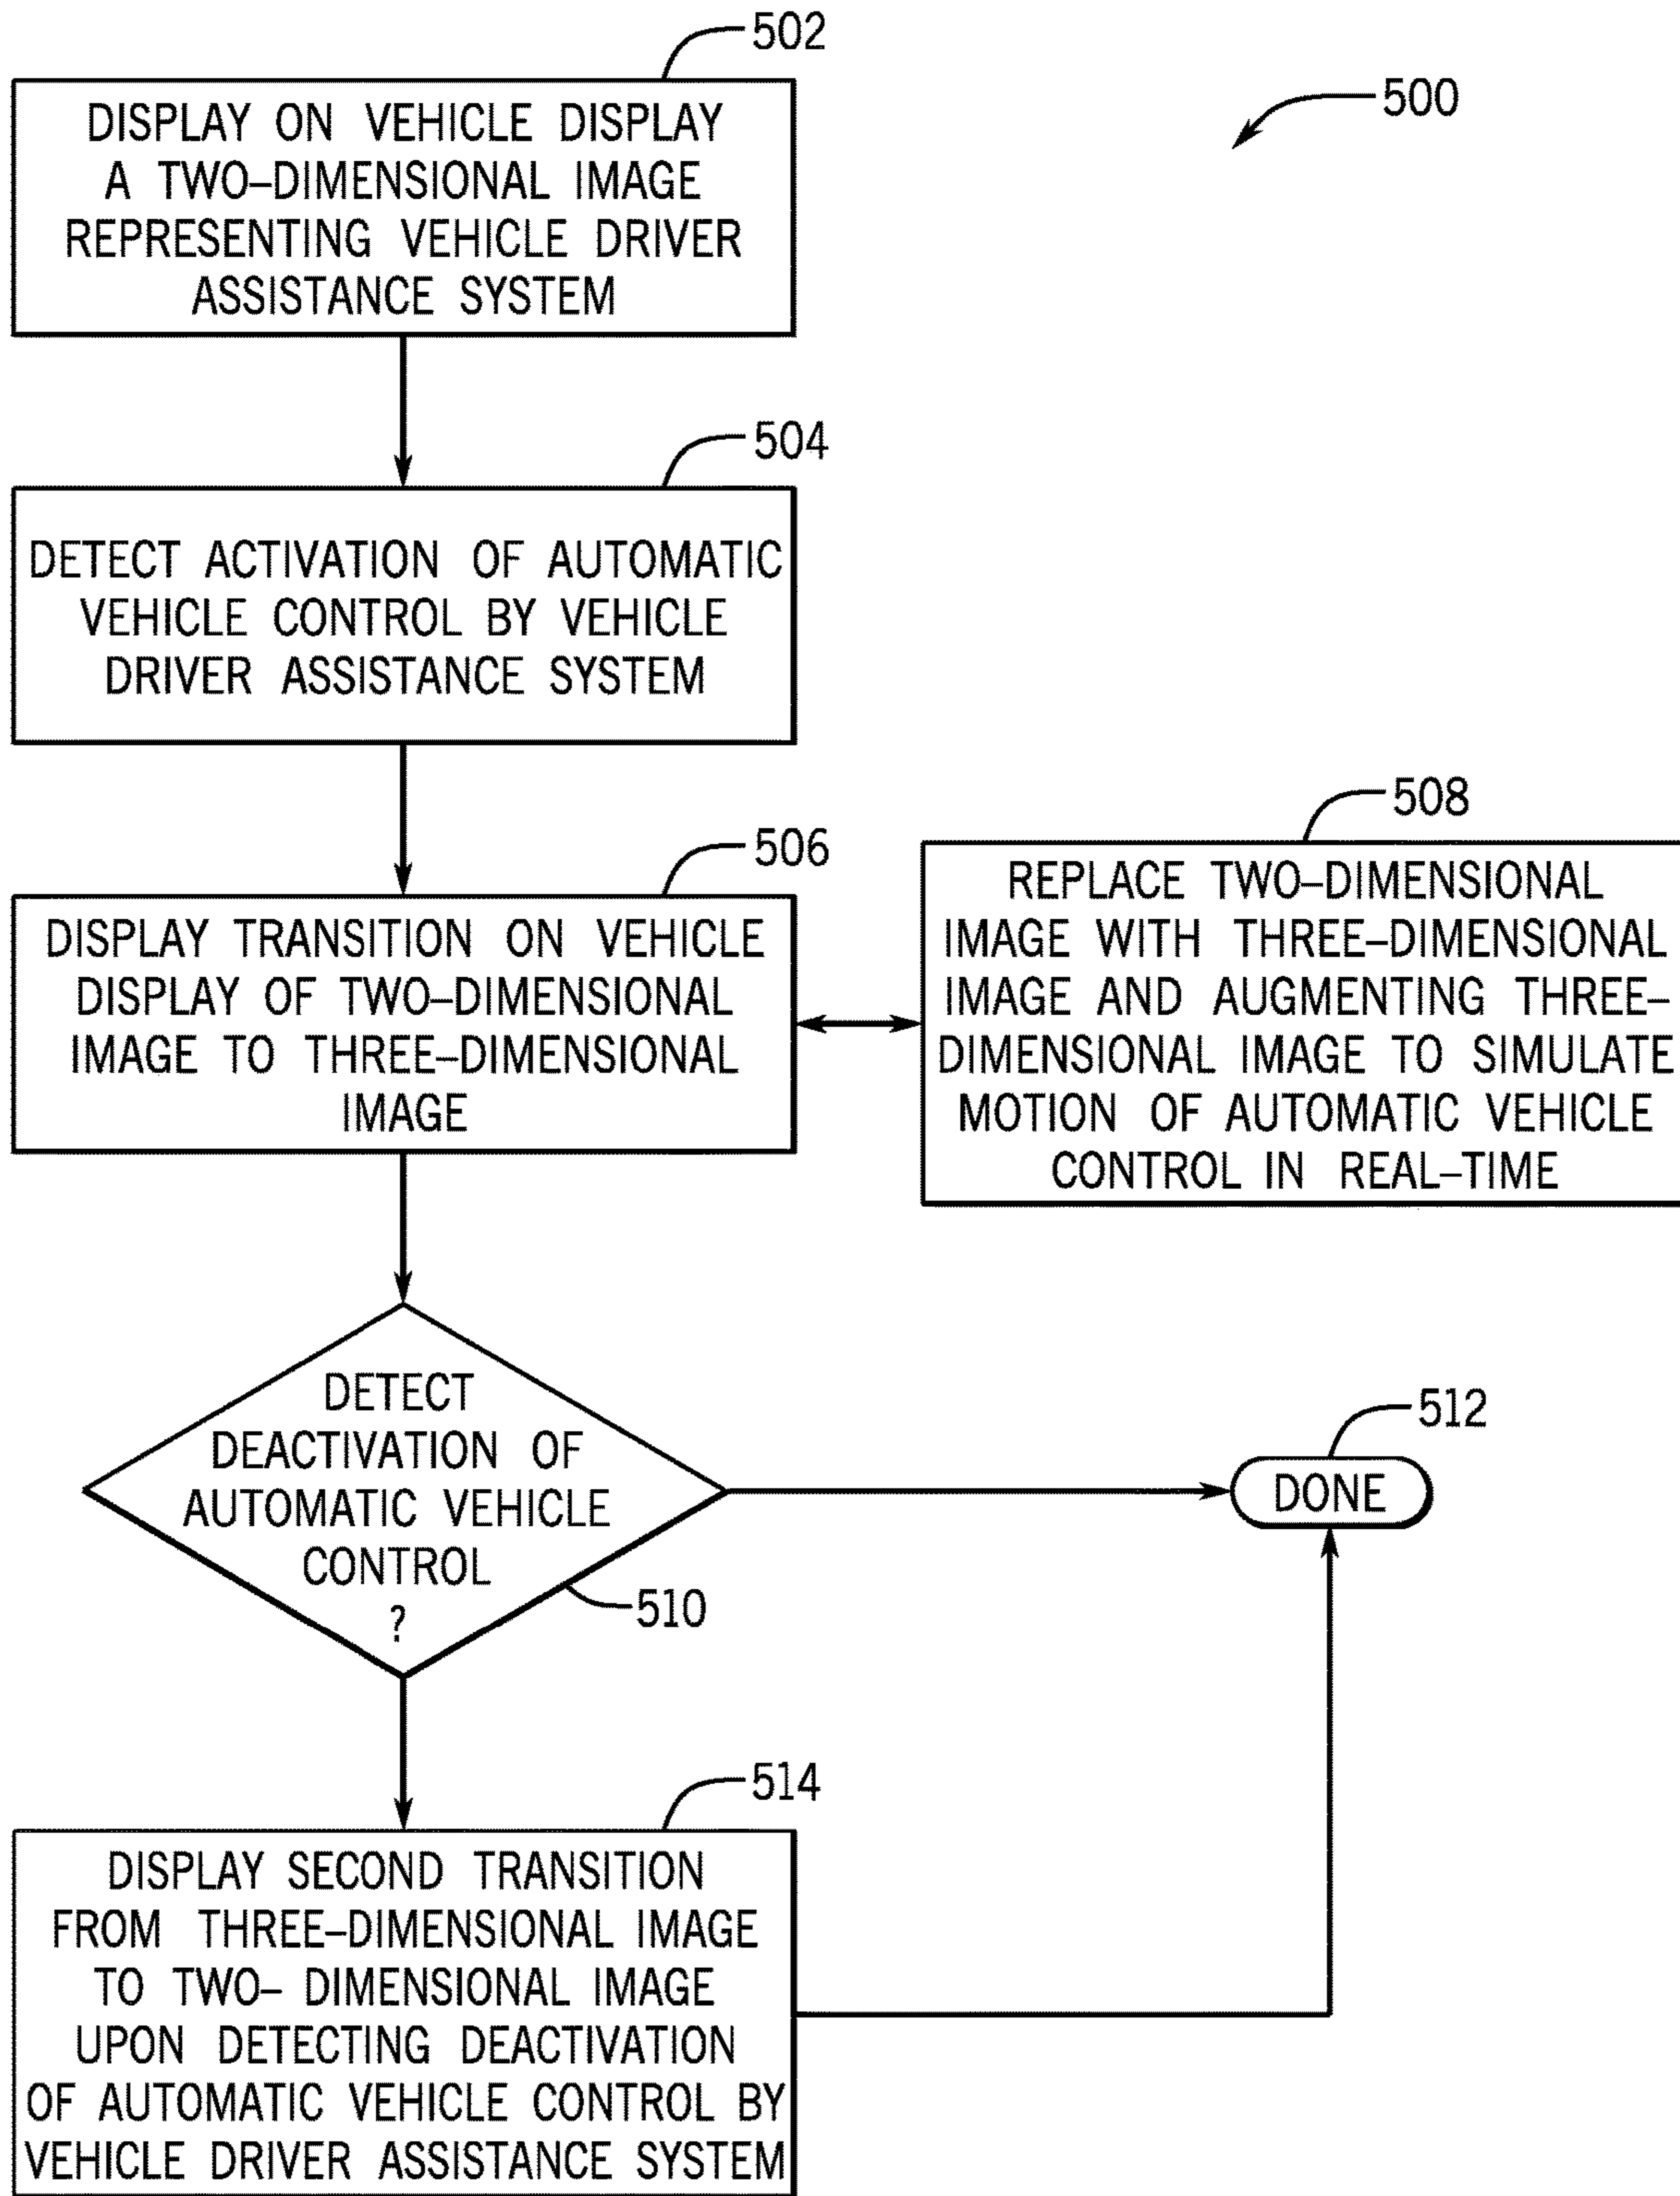 502
500
DISPLAY ON VEHICLE DISPLAY
A TWO–DIMENSIONAL IMAGE
REPRESENTING VEHICLE DRIVER
ASSISTANCE SYSTEM
504
DETECT ACTIVATION OF AUTOMATIC
VEHICLE CONTROL BY VEHICLE
DRIVER ASSISTANCE SYSTEM
506
DISPLAY TRANSITION ON VEHICLE
DISPLAY OF TWO–DIMENSIONAL
IMAGE TO THREE–DIMENSIONAL
IMAGE
508
REPLACE TWO–DIMENSIONAL
IMAGE WITH THREE–DIMENSIONAL
IMAGE AND AUGMENTING THREE–
DIMENSIONAL IMAGE TO SIMULATE
MOTION OF AUTOMATIC VEHICLE
CONTROL IN REAL–TIME
DETECT
DEACTIVATION OF
AUTOMATIC VEHICLE
CONTROL
?
510
512
DONE
514
DISPLAY SECOND TRANSITION
FROM THREE–DIMENSIONAL IMAGE
TO TWO– DIMENSIONAL IMAGE
UPON DETECTING DEACTIVATION
OF AUTOMATIC VEHICLE CONTROL BY
VEHICLE DRIVER ASSISTANCE SYSTEM